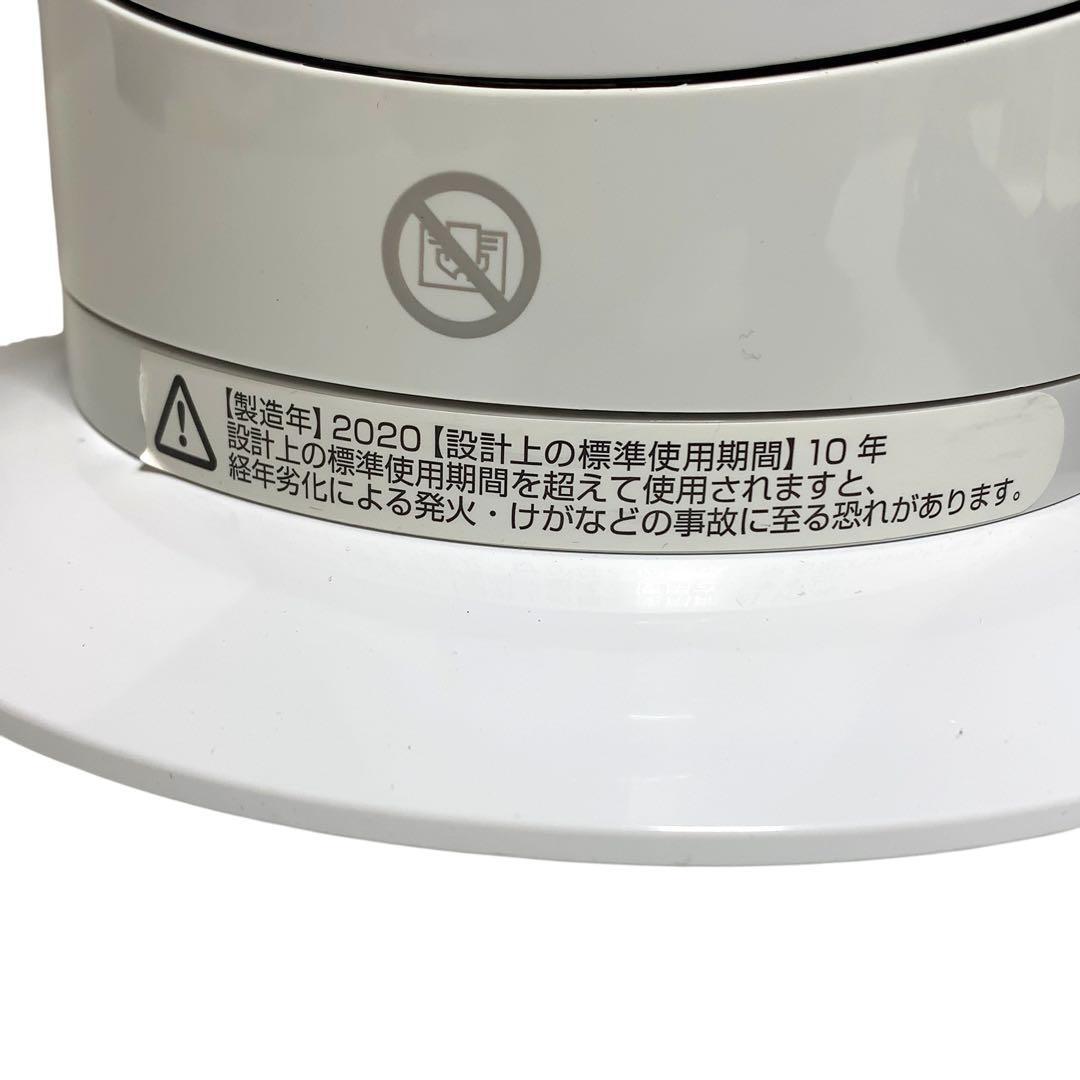 【製造年】2020【設計上の標準使用期間】10 年
設計上の標準使用期間を超えて使用されますと、
経年劣化による発火・けがなどの事故に至る恐れがあります。